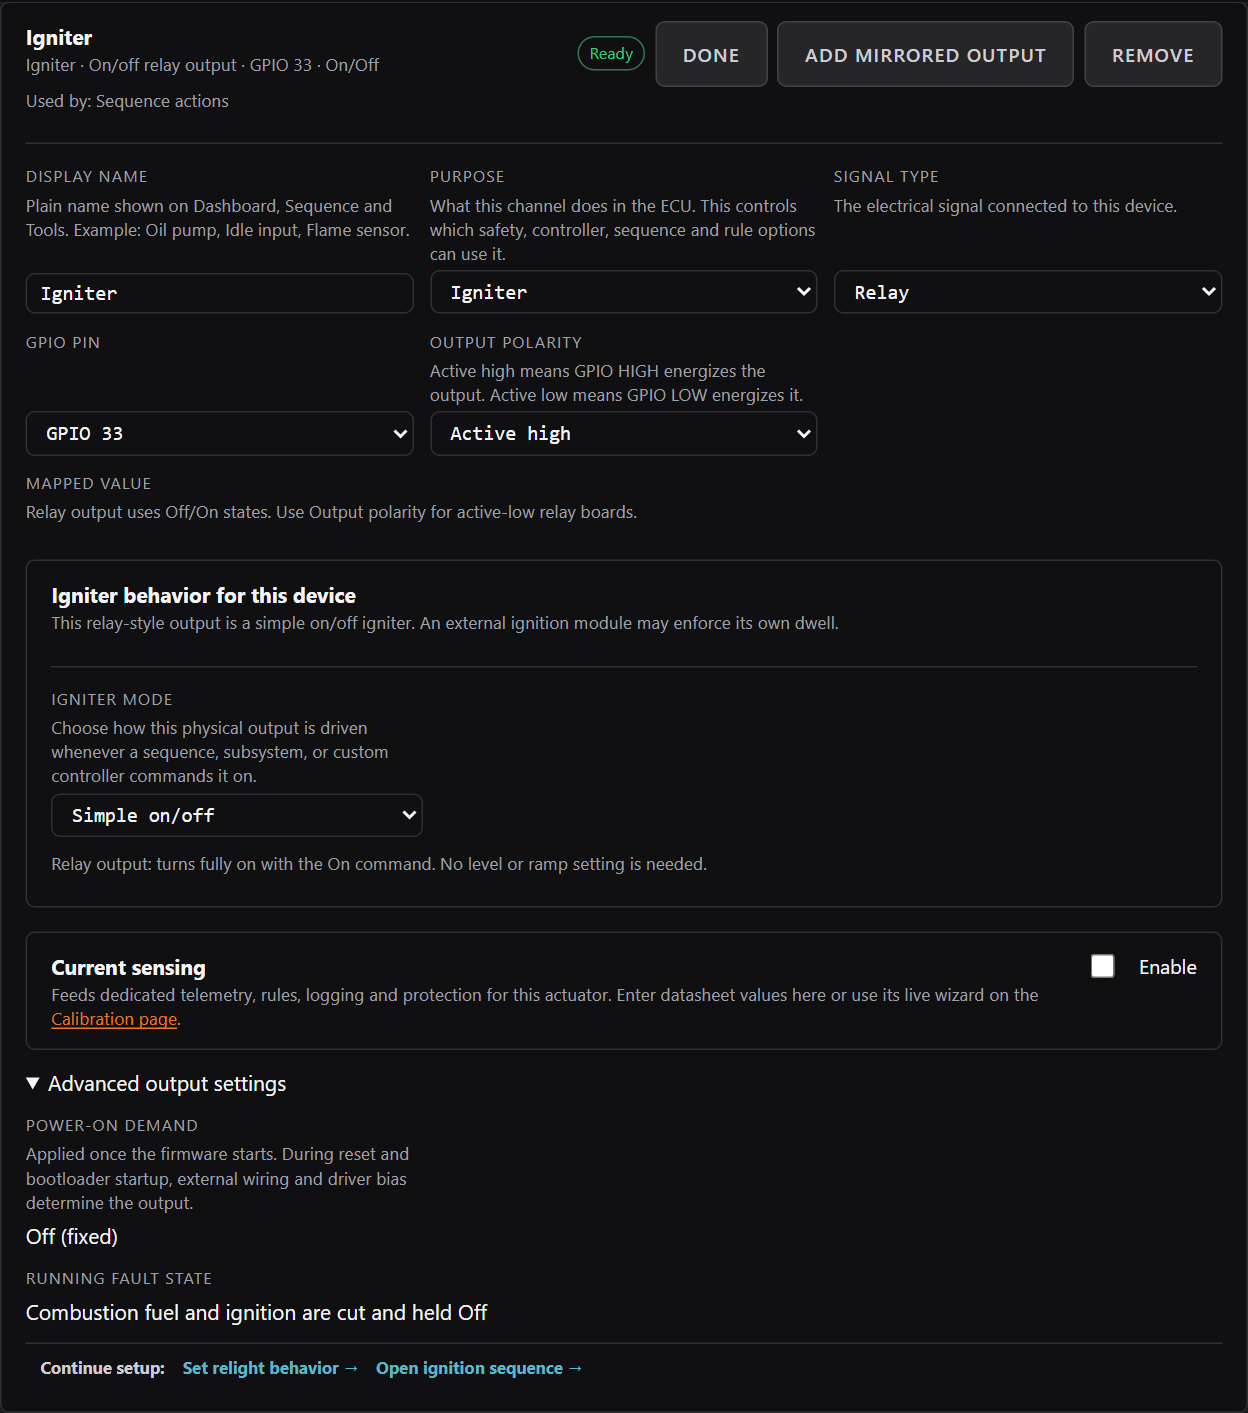 Igniter
Igniter · On/off relay output · GPIO 33 · On/Off
Used by: Sequence actions
Ready
DONE
ADD MIRRORED OUTPUT
REMOVE
DISPLAY NAME
Plain name shown on Dashboard, Sequence and
Tools. Example: Oil pump, Idle input, Flame sensor.
Igniter
PURPOSE
What this channel does in the ECU. This controls
which safety, controller, sequence and rule options
can use it.
Igniter
SIGNAL TYPE
The electrical signal connected to this device.
Relay
GPIO PIN
GPIO 33
OUTPUT POLARITY
Active high means GPIO HIGH energizes the
output. Active low means GPIO LOW energizes it.
Active high
MAPPED VALUE
Relay output uses Off/On states. Use Output polarity for active-low relay boards.
Igniter behavior for this device
This relay-style output is a simple on/off igniter. An external ignition module may enforce its own dwell.
IGNITER MODE
Choose how this physical output is driven
whenever a sequence, subsystem, or custom
controller commands it on.
Simple on/off
Relay output: turns fully on with the On command. No level or ramp setting is needed.
Current sensing
Enable
Feeds dedicated telemetry, rules, logging and protection for this actuator. Enter datasheet values here or use its live wizard on the
Calibration page.
▼ Advanced output settings
POWER-ON DEMAND
Applied once the firmware starts. During reset and
bootloader startup, external wiring and driver bias
determine the output.
Off (fixed)
RUNNING FAULT STATE
Combustion fuel and ignition are cut and held Off
Continue setup: Set relight behavior → Open ignition sequence →